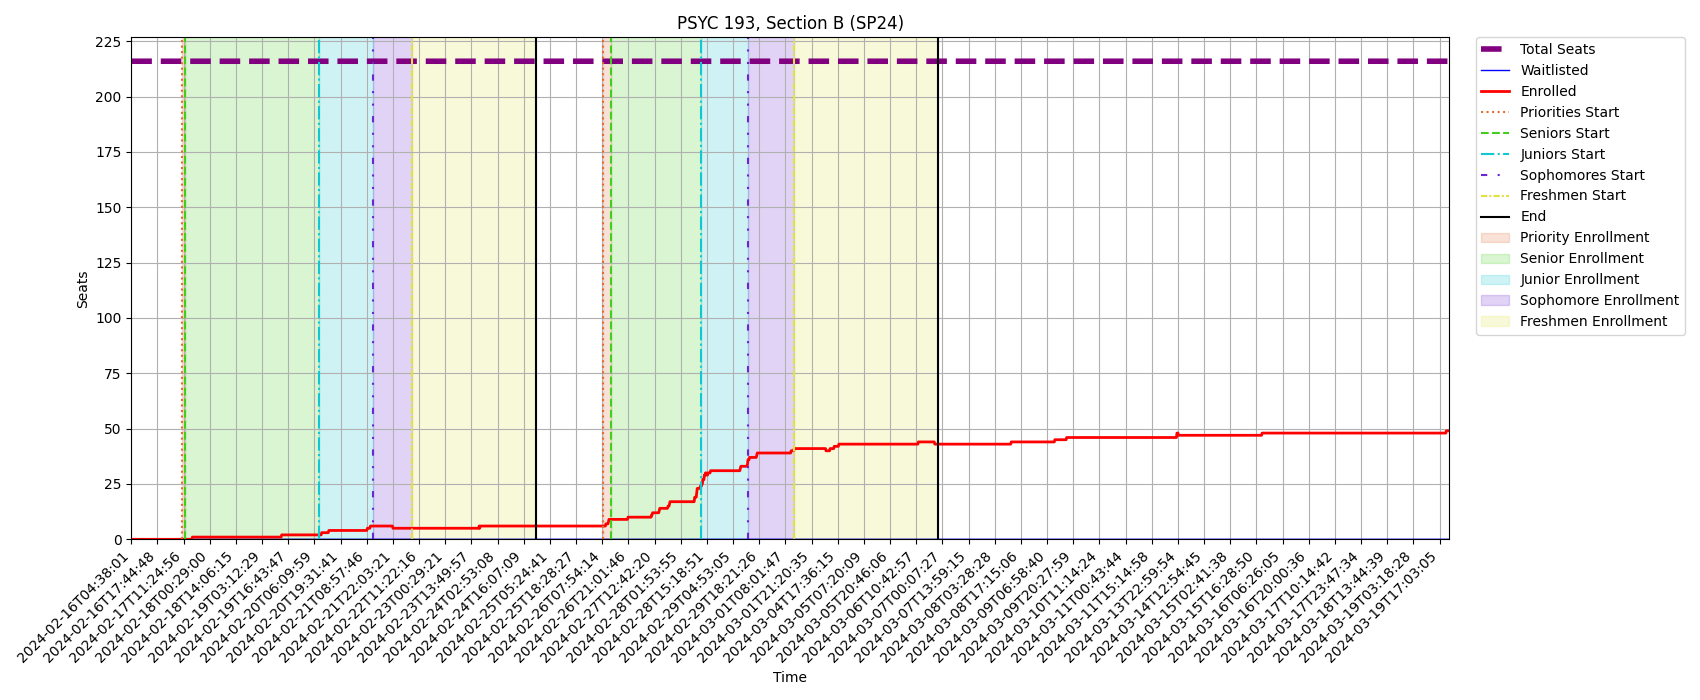 PSYC 193, Section B (SP24)
225
200
175
150
125
100
75
50
25
0
Seats
2024-02-16T04:38:01
2024-02-16T17:44:48
2024-02-17T11:24:56
2024-02-18T00:29:00
2024-02-18T14:06:15
2024-02-19T03:12:29
2024-02-19T16:43:47
2024-02-20T06:09:59
2024-02-20T19:31:41
2024-02-21T08:57:46
2024-02-21T22:03:21
2024-02-22T11:22:16
2024-02-23T00:29:21
2024-02-23T13:49:57
2024-02-24T02:53:08
2024-02-24T16:07:09
2024-02-25T05:24:41
2024-02-25T18:28:27
2024-02-26T07:54:14
2024-02-26T21:01:46
2024-02-27T12:42:20
2024-02-28T01:53:55
2024-02-28T15:18:51
2024-02-29T04:53:05
2024-02-29T18:21:26
2024-03-01T08:01:47
2024-03-01T21:20:35
2024-03-04T17:36:15
2024-03-05T07:20:09
2024-03-05T20:46:06
2024-03-06T10:42:57
2024-03-07T00:07:27
2024-03-07T13:59:15
2024-03-08T03:28:28
2024-03-08T17:15:06
2024-03-09T06:58:40
2024-03-09T20:27:59
2024-03-10T11:14:24
2024-03-11T00:43:44
2024-03-11T15:14:58
2024-03-13T22:59:54
2024-03-14T12:54:45
2024-03-15T02:41:38
2024-03-15T16:28:50
2024-03-16T06:26:05
2024-03-16T20:00:36
2024-03-17T10:14:42
2024-03-17T23:47:34
2024-03-18T13:44:39
2024-03-19T03:18:28
2024-03-19T17:03:05
Time
Total Seats
Waitlisted
Enrolled
Priorities Start
Seniors Start
Juniors Start
Sophomores Start
Freshmen Start
End
Priority Enrollment
Senior Enrollment
Junior Enrollment
Sophomore Enrollment
Freshmen Enrollment